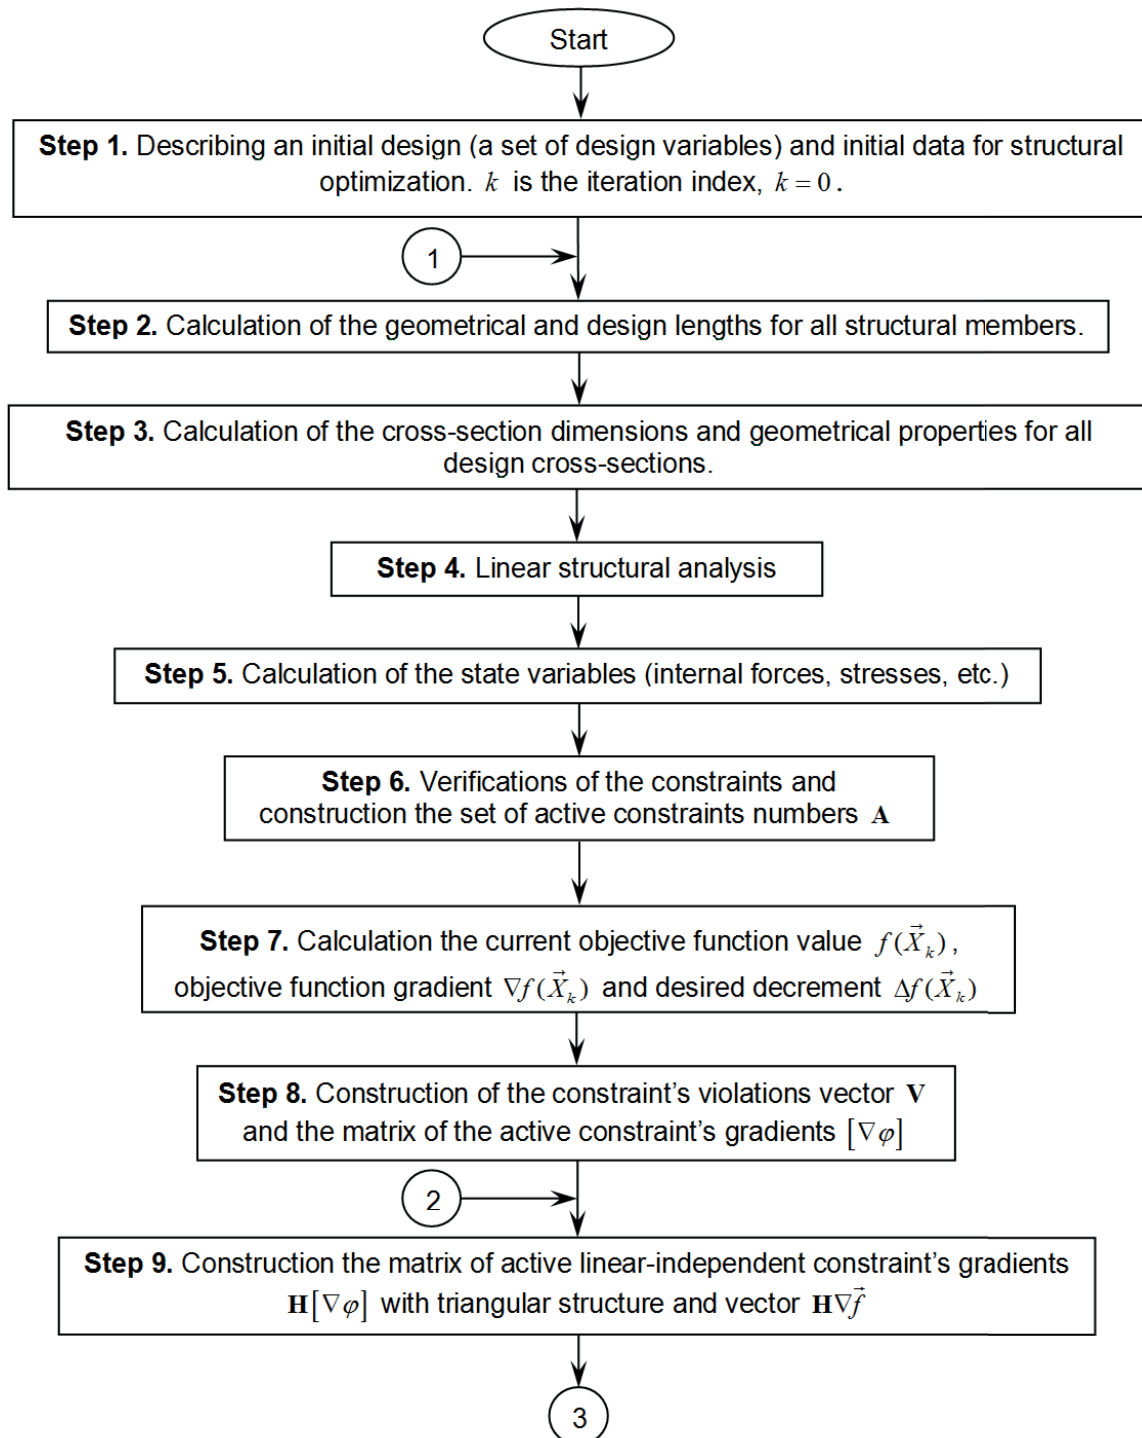 Start
Step 1. Describing an initial design (a set of design variables) and initial data for structural
optimization. k is the iteration index, k = 0.
1
Step 2. Calculation of the geometrical and design lengths for all structural members.
Step 3. Calculation of the cross-section dimensions and geometrical properties for all
design cross-sections.
Step 4. Linear structural analysis
Step 5. Calculation of the state variables (internal forces, stresses, etc.)
Step 6. Verifications of the constraints and
construction the set of active constraints numbers A
Step 7. Calculation the current objective function value f(X⃗ₖ),
objective function gradient ∇f(X⃗ₖ) and desired decrement Δf(X⃗ₖ)
Step 8. Construction of the constraint's violations vector V
and the matrix of the active constraint's gradients [∇φ]
2
Step 9. Construction the matrix of active linear-independent constraint's gradients
H[∇φ] with triangular structure and vector H∇f⃗
3